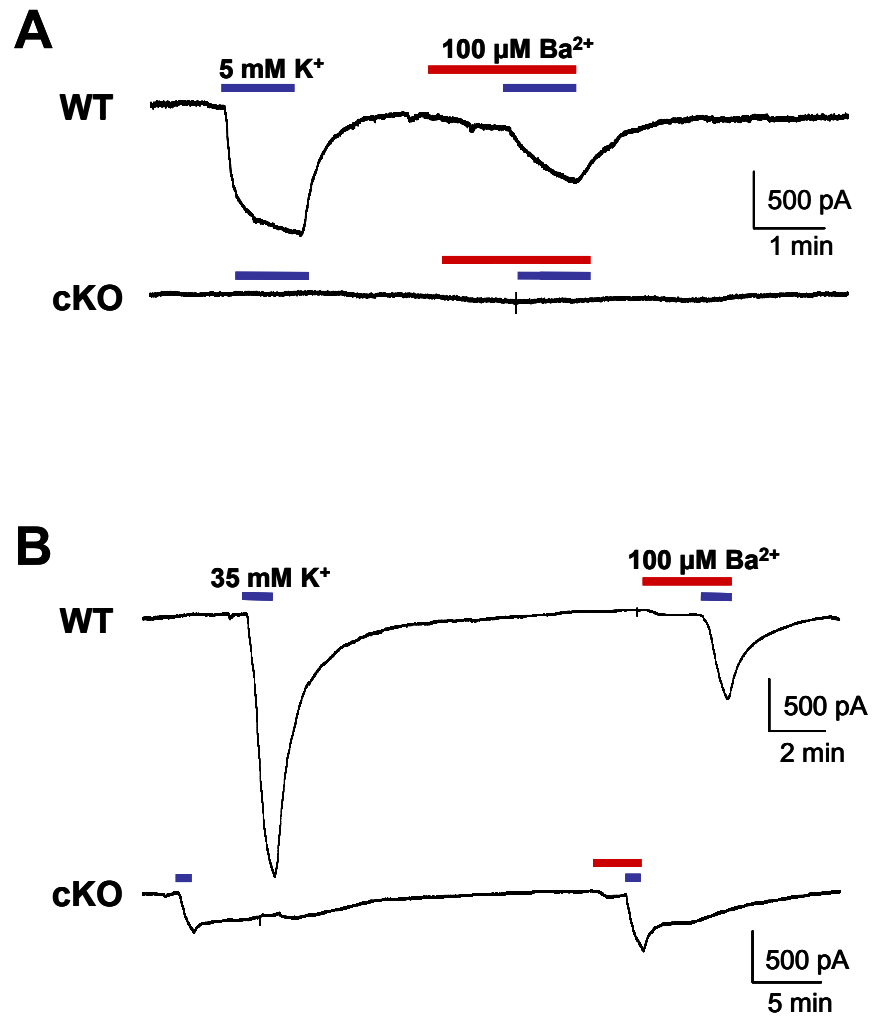 A
100 µM Ba²⁺
5 mM K⁺
WT
500 pA
1 min
cKO
B
100 µM Ba²⁺
35 mM K⁺
WT
500 pA
2 min
cKO
500 pA
5 min